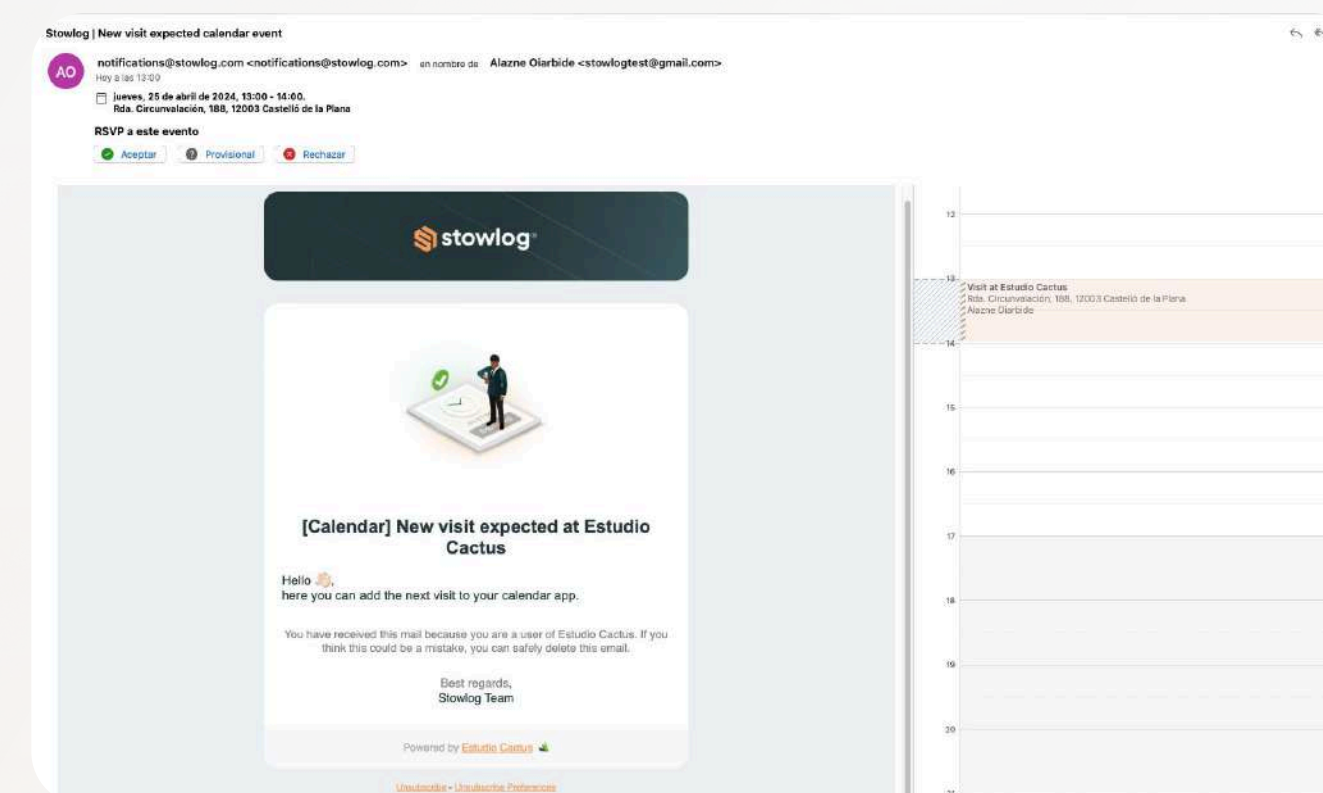 Stowlog | New visit expected calendar event
AO
notifications@stowlog.com <notifications@stowlog.com> en nombre de Alazne Oiarbide <stowlogtest@gmail.com>
Hoy a las 13:00
jueves, 25 de abril de 2024, 13:00 - 14:00.
Rda. Circunvalación, 188, 12003 Castelló de la Plana
RSVP a este evento
Aceptar
Provisional
Rechazar
stowlog
[Calendar] New visit expected at Estudio
Cactus
Hello 👋🏻,
here you can add the next visit to your calendar app.
You have received this mail because you are a user of Estudio Cactus. If you
think this could be a mistake, you can safely delete this email.
Best regards,
Stowlog Team
Powered by Estudio Cactus
Unsubscribe - Unsubscribe Preferences
12
13
Visit at Estudio Cactus
Rda. Circunvalación, 188, 12003 Castelló de la Plana
Alazne Oiarbide
14
15
16
17
18
19
20